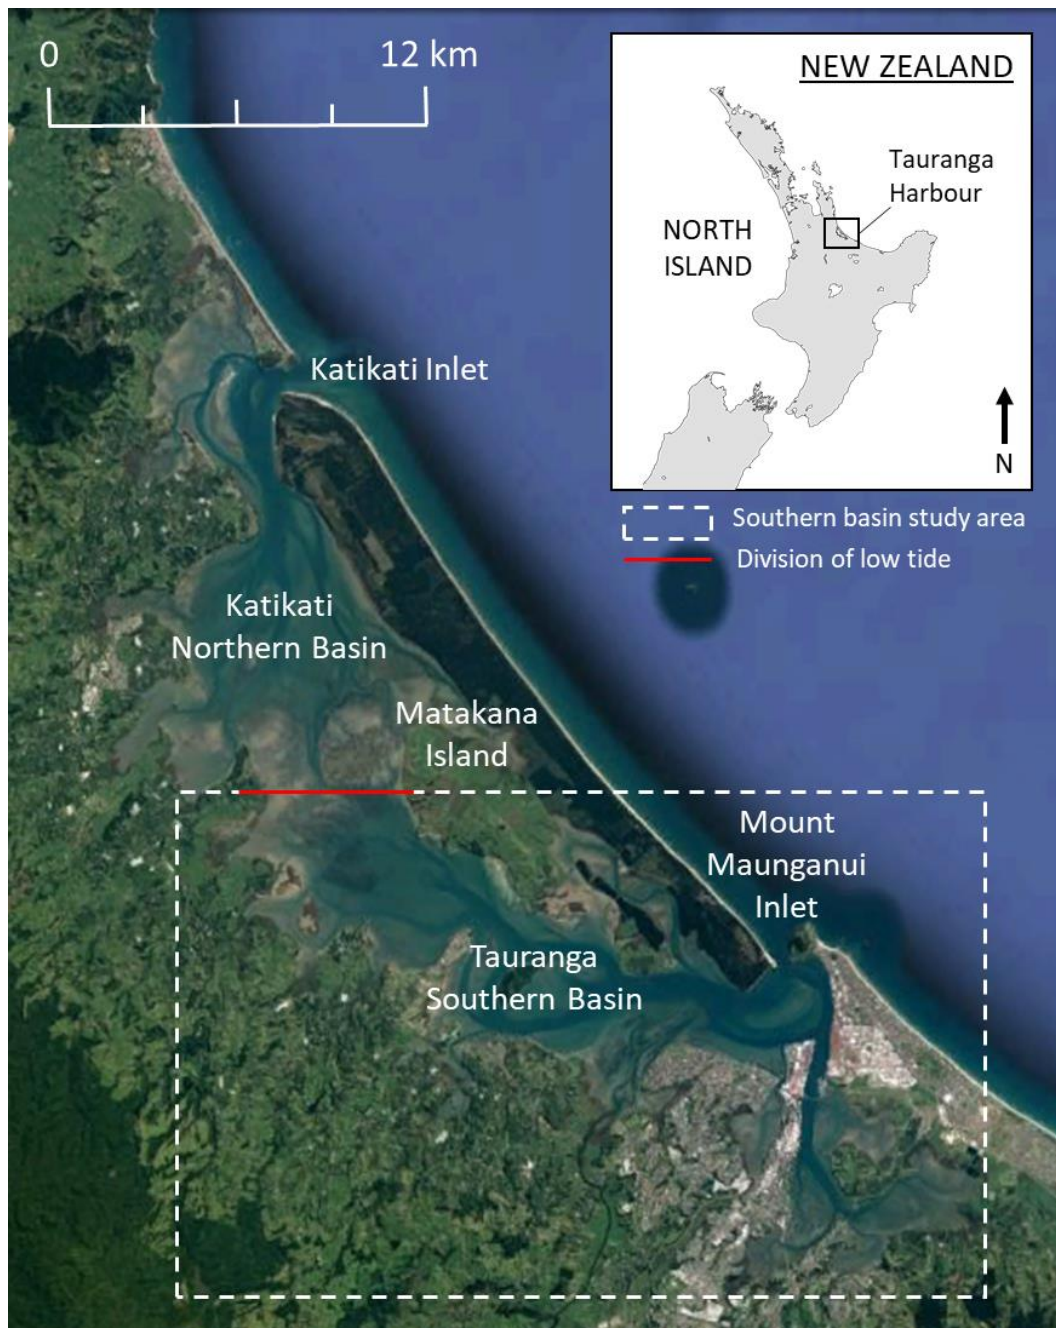 0 12 km
NEW ZEALAND
Tauranga
Harbour
NORTH
ISLAND
N
Katikati Inlet
Southern basin study area
Division of low tide
Katikati
Northern Basin
Matakana
Island
Mount
Maunganui
Inlet
Tauranga
Southern Basin